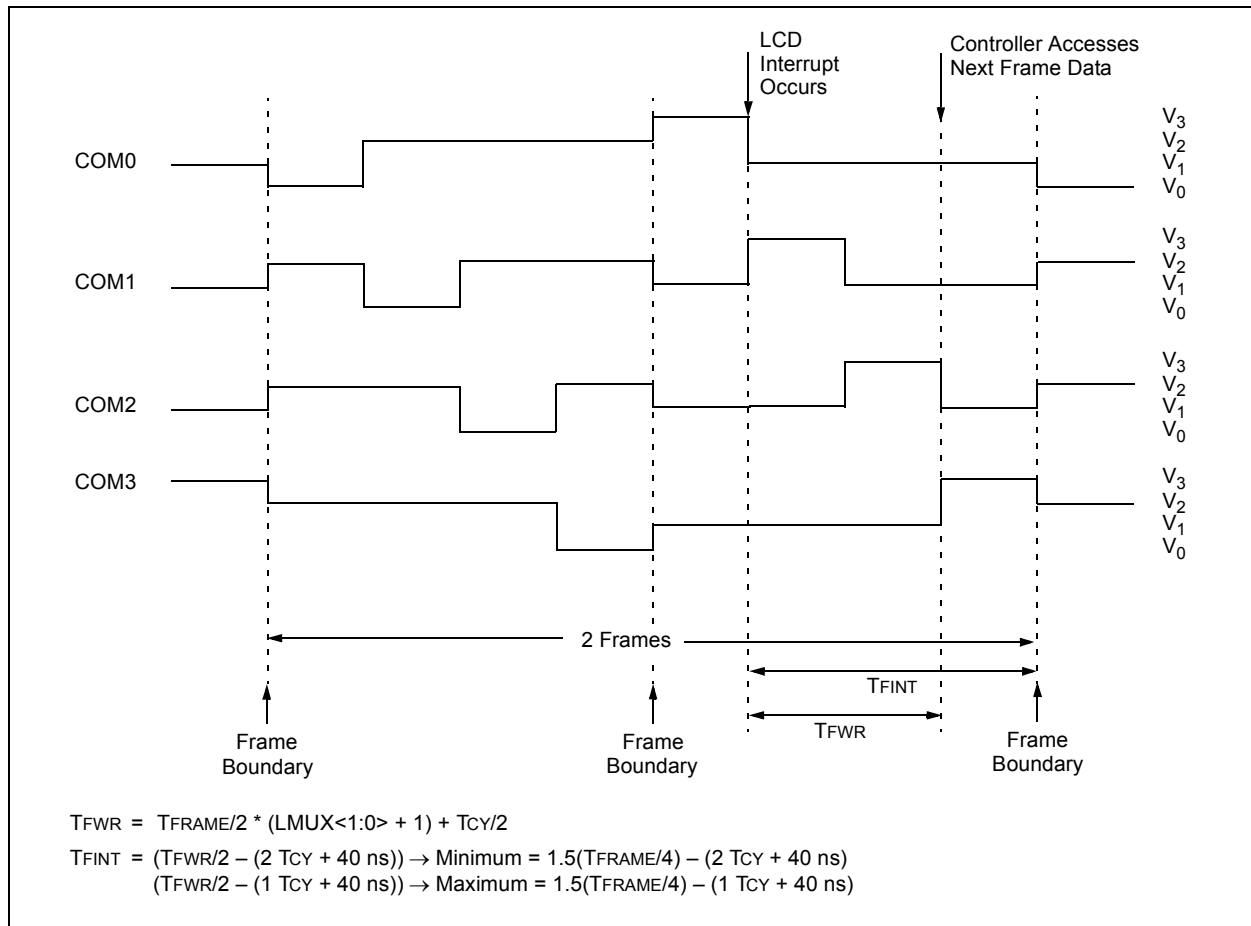 LCD
Interrupt
Occurs
Controller Accesses
Next Frame Data
COM0
V3
V2
V1
V0
COM1
V3
V2
V1
V0
COM2
V3
V2
V1
V0
COM3
V3
V2
V1
V0
2 Frames
TFINT
TFWR
Frame
Boundary
Frame
Boundary
Frame
Boundary
TFWR = TFRAME/2 * (LMUX<1:0> + 1) + TCY/2
TFINT = (TFWR/2 – (2 TCY + 40 ns)) → Minimum = 1.5(TFRAME/4) – (2 TCY + 40 ns)
(TFWR/2 – (1 TCY + 40 ns)) → Maximum = 1.5(TFRAME/4) – (1 TCY + 40 ns)